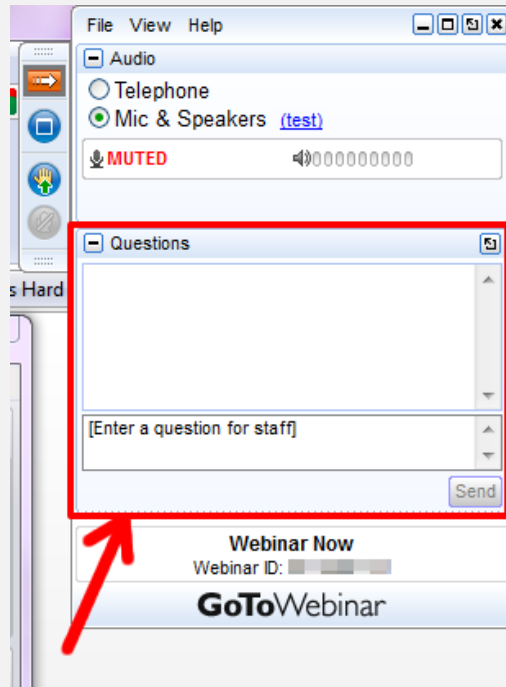 File View Help
Audio
Telephone
Mic & Speakers (test)
MUTED 000000000
Questions
s Hard
[Enter a question for staff]
Send
Webinar Now
Webinar ID:
GoToWebinar